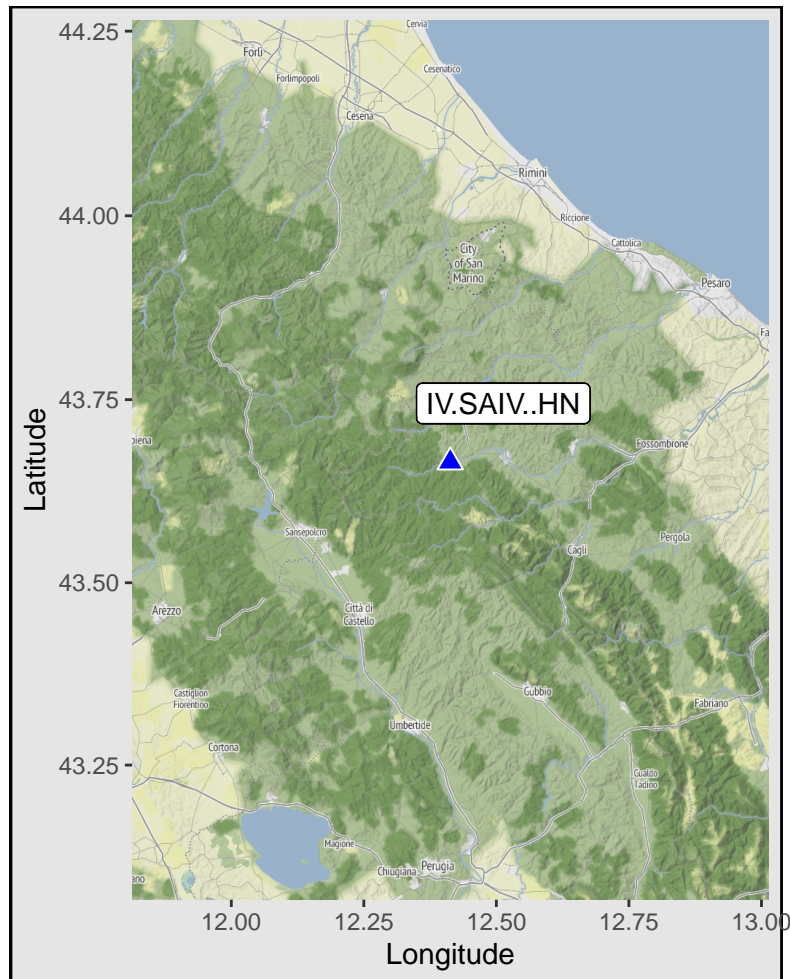 44.25
Cervia
Forlì
Cesenatico
Forlimpopoli
Cesena
Rimini
44.00
Riccione
Cattolica
City
of San
Marino
Pesaro
Fa
43.75
IV.SAIV..HN
biena
Fossombrone
Latitude
Sansepolcro
Pergola
Cagli
43.50
Arezzo
Città di
Castello
Castiglion
Fiorentino
Gubbio
Fabriano
Umbertide
Cortona
43.25
Gualdo
Tadino
Magione
Perugia
Chiugiana
ano
12.00
12.25
12.50
12.75
13.00
Longitude